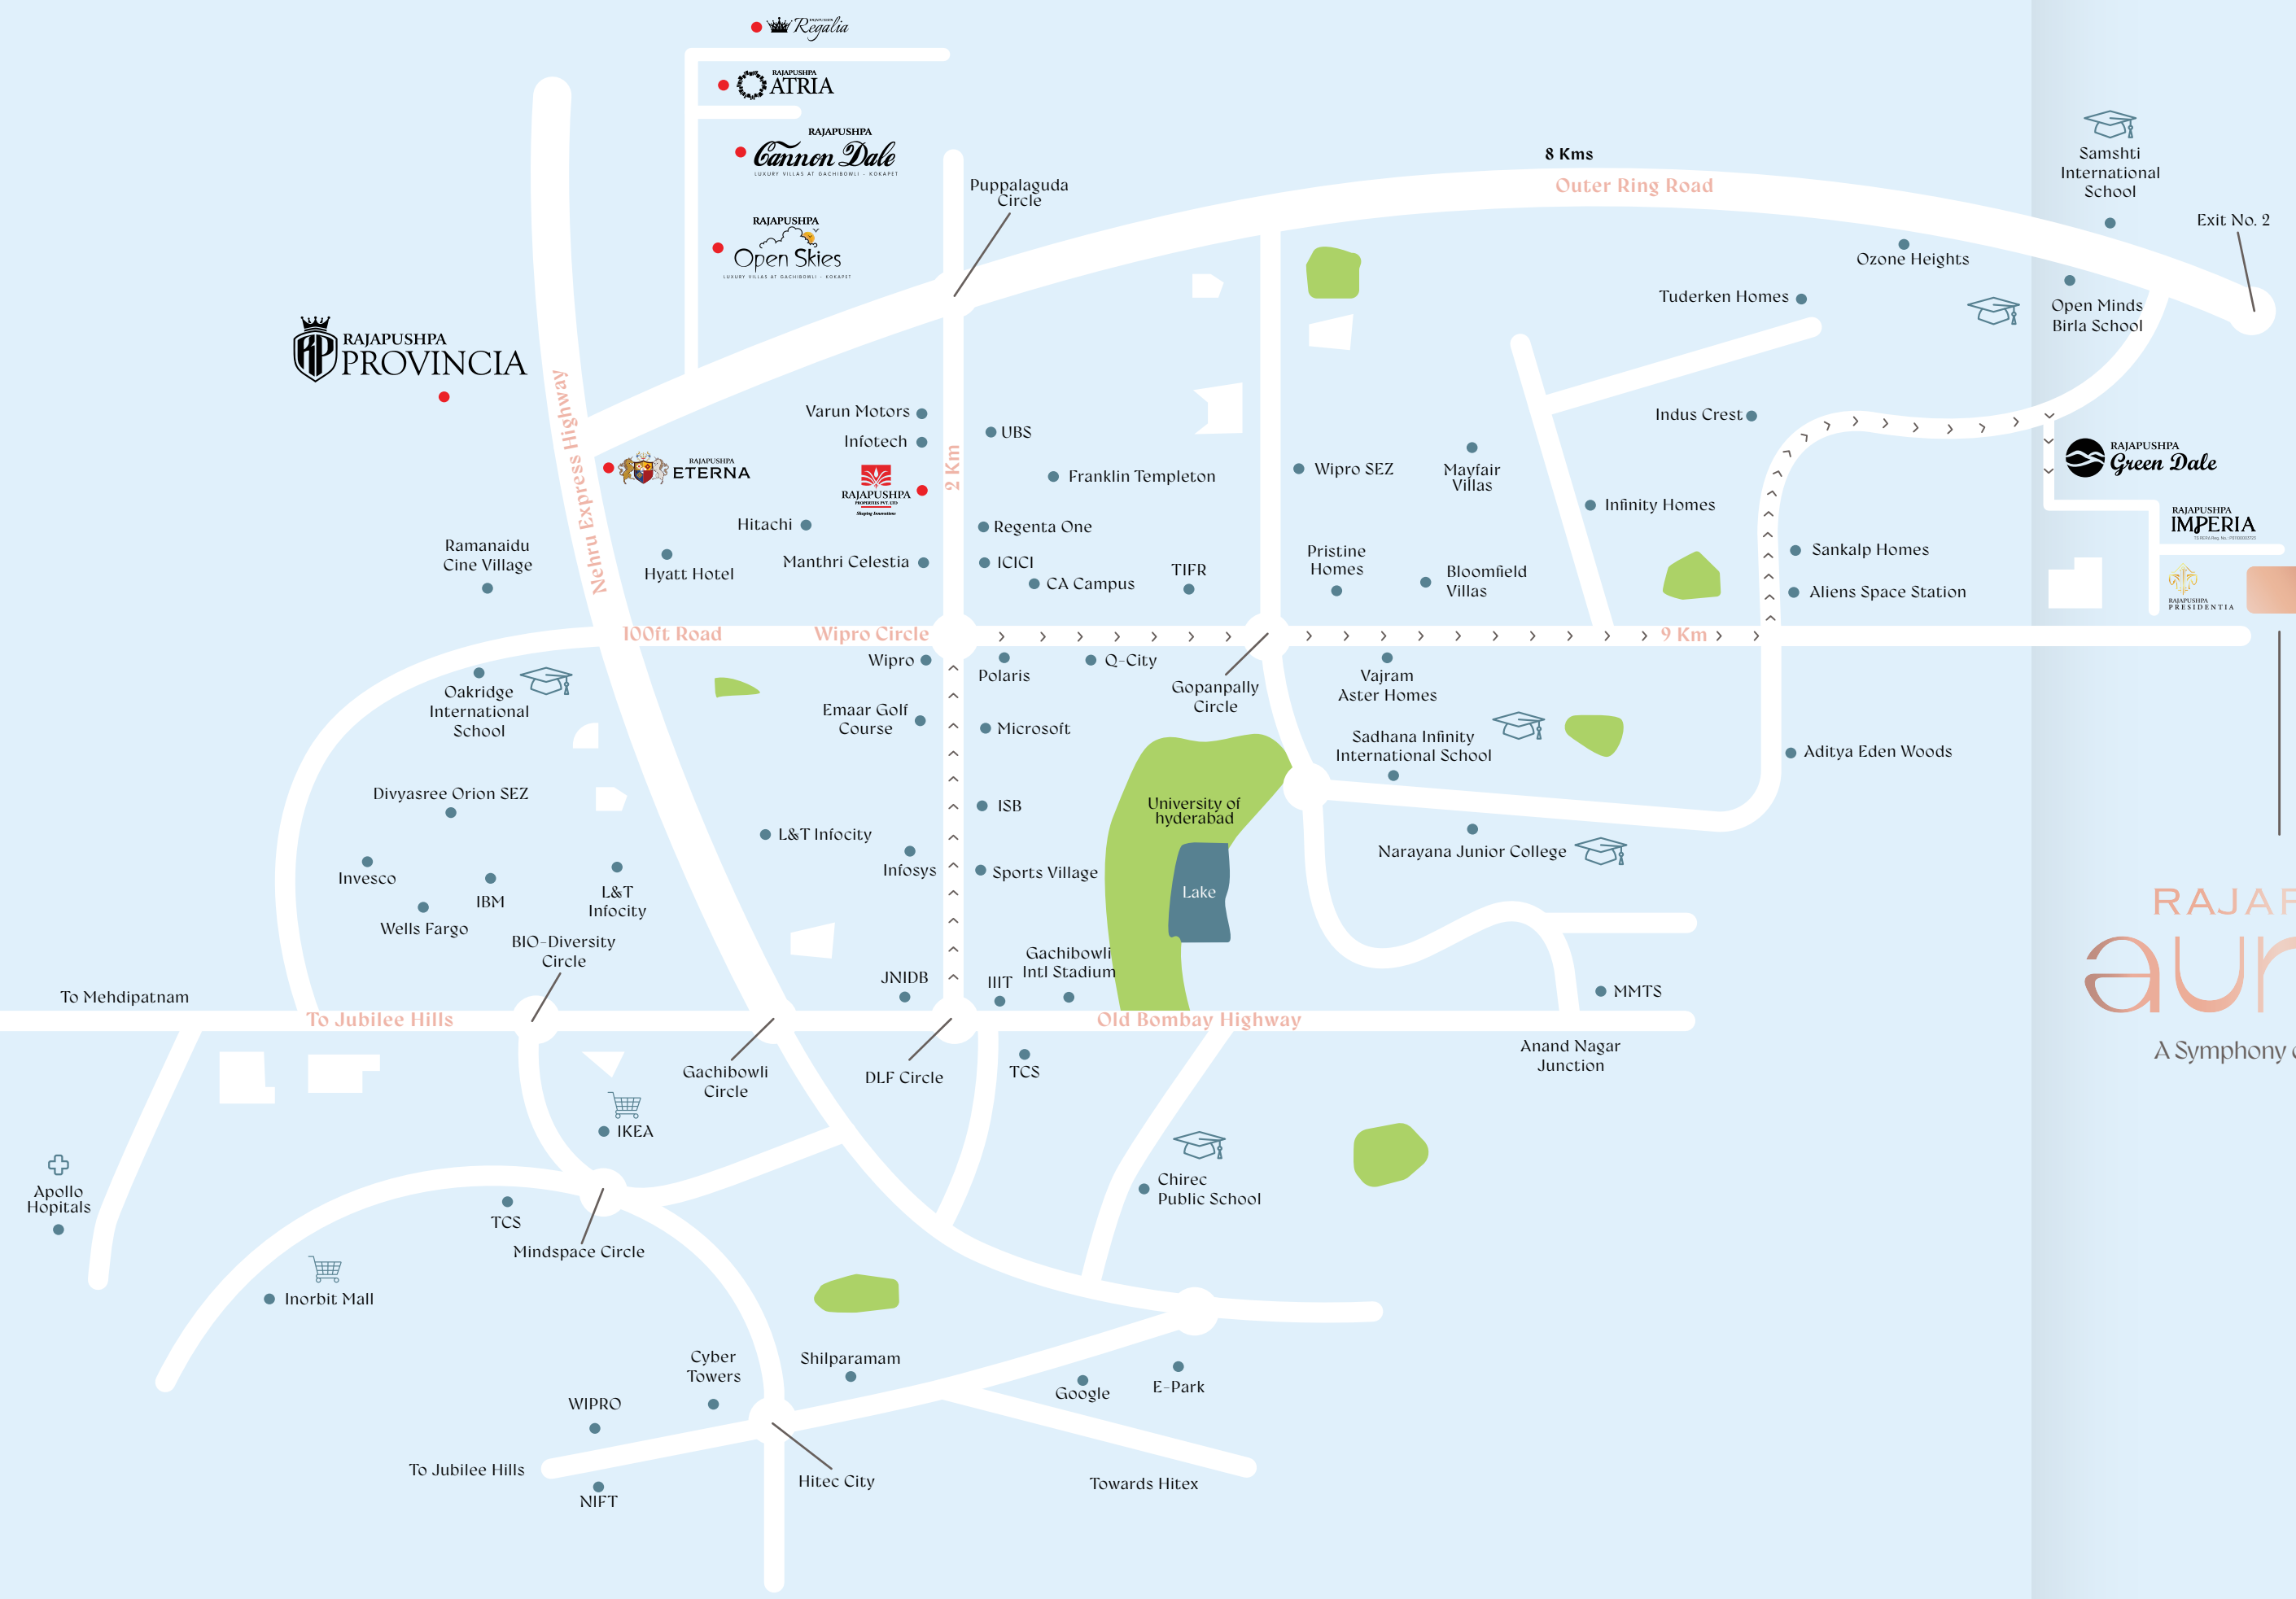 RAJAPUSHPA
Regalia
RAJAPUSHPA
ATRIA
RAJAPUSHPA
Cannon Dale
LUXURY VILLAS AT GACHIBOWLI - KOKAPET
RAJAPUSHPA
Open Skies
LUXURY VILLAS AT GACHIBOWLI - KOKAPET
Puppalaguda
Circle
8 Kms
Outer Ring Road
Samshti
International
School
Exit No. 2
Ozone Heights
Tuderken Homes
Open Minds
Birla School
RAJAPUSHPA
PROVINCIA
Nehru Express Highway
Varun Motors
Infotech
UBS
2 Km
RAJAPUSHPA
ETERNA
RAJAPUSHPA
PROPERTIES PVT. LTD
Shaping Innovations
Franklin Templeton
Wipro SEZ
Mayfair
Villas
Indus Crest
Infinity Homes
RAJAPUSHPA
Green Dale
RAJAPUSHPA
IMPERIA
RAJAPUSHPA
PRESIDENTIA
Hitachi
Regenta One
Ramanaidu
Cine Village
Hyatt Hotel
Manthri Celestia
ICICI
CA Campus
TIFR
Pristine
Homes
Bloomfield
Villas
Sankalp Homes
Aliens Space Station
100ft Road
Wipro Circle
9 Km
Wipro
Polaris
Q-City
Gopanpally
Circle
Vajram
Aster Homes
Oakridge
International
School
Emaar Golf
Course
Microsoft
Sadhana Infinity
International School
Aditya Eden Woods
Divyasree Orion SEZ
ISB
University of
hyderabad
L&T Infocity
Infosys
Sports Village
Lake
Narayana Junior College
Invesco
IBM
L&T
Infocity
Wells Fargo
BIO-Diversity
Circle
JNIDB
IIIT
Gachibowli
Intl Stadium
MMTS
To Mehdipatnam
To Jubilee Hills
Old Bombay Highway
Gachibowli
Circle
DLF Circle
TCS
Anand Nagar
Junction
RAJAP
aur
A Symphony
IKEA
Apollo
Hopitals
TCS
Mindspace Circle
Chirec
Public School
Inorbit Mall
Cyber
Towers
Shilparamam
Google
E-Park
WIPRO
To Jubilee Hills
NIFT
Hitec City
Towards Hitex